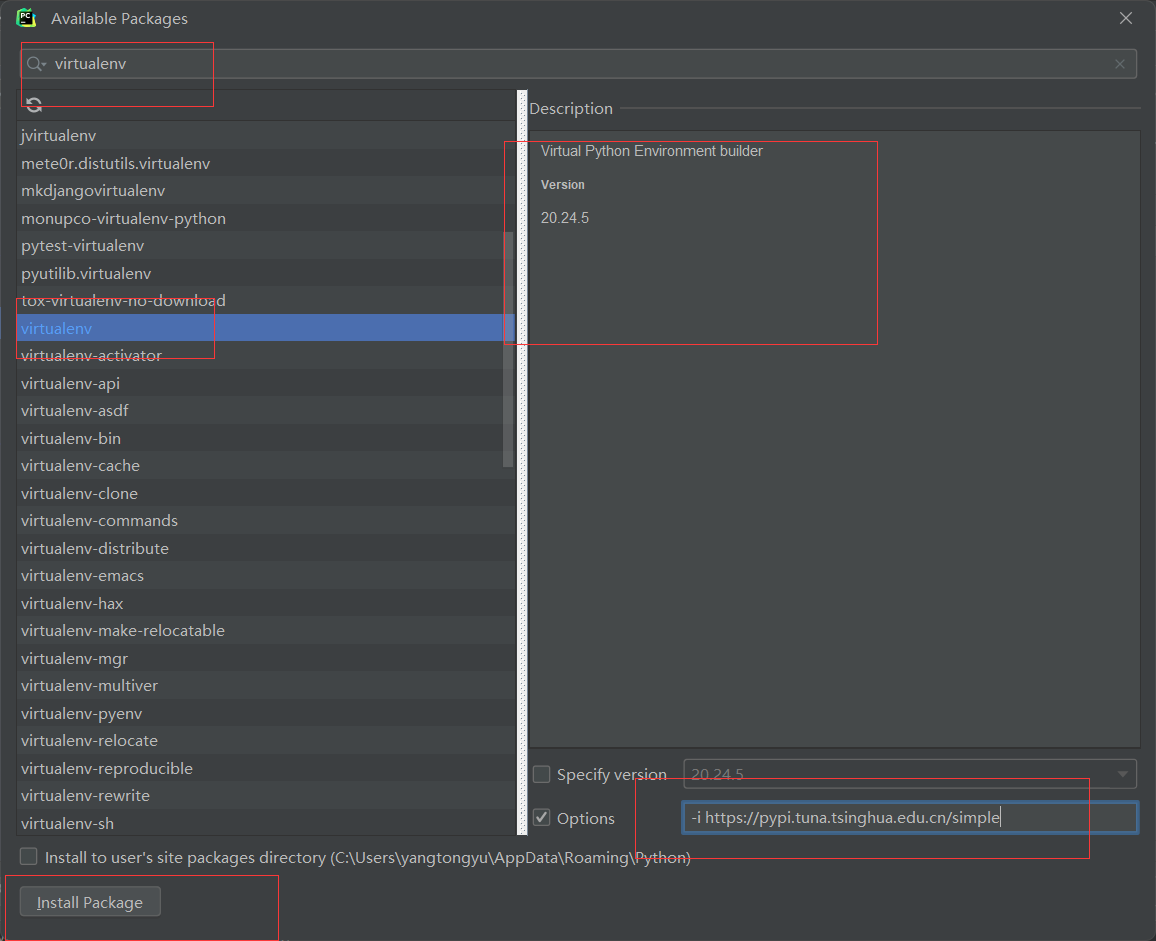 PC
Available Packages
virtualenv
jvirtualenv
mete0r.distutils.virtualenv
mkdjangovirtualenv
monupco-virtualenv-python
pytest-virtualenv
pyutilib.virtualenv
tox-virtualenv-no-download
virtualenv
virtualenv-activator
virtualenv-api
virtualenv-asdf
virtualenv-bin
virtualenv-cache
virtualenv-clone
virtualenv-commands
virtualenv-distribute
virtualenv-emacs
virtualenv-hax
virtualenv-make-relocatable
virtualenv-mgr
virtualenv-multiver
virtualenv-pyenv
virtualenv-relocate
virtualenv-reproducible
virtualenv-rewrite
virtualenv-sh
Description
Virtual Python Environment builder
Version
20.24.5
Specify version 20.24.5
Options -i https://pypi.tuna.tsinghua.edu.cn/simple
Install to user's site packages directory (C:\Users\yangtongyu\AppData\Roaming\Python)
Install Package